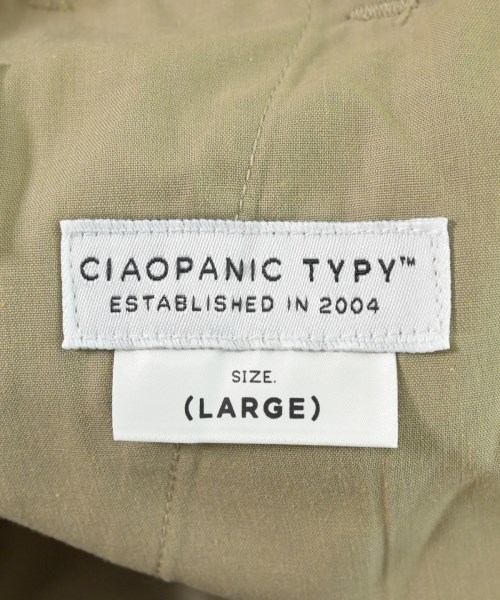 CIAOPANIC TYPY™
ESTABLISHED IN 2004
SIZE.
(LARGE)